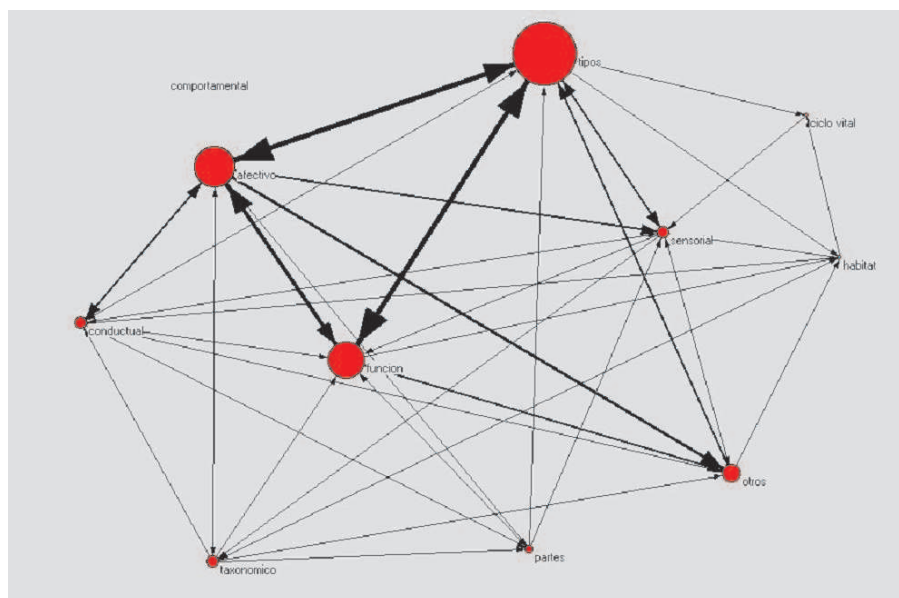 tipos
comportamental
ciclo vital
afectivo
sensorial
habitat
conductual
funcion
otros
partes
taxonomico